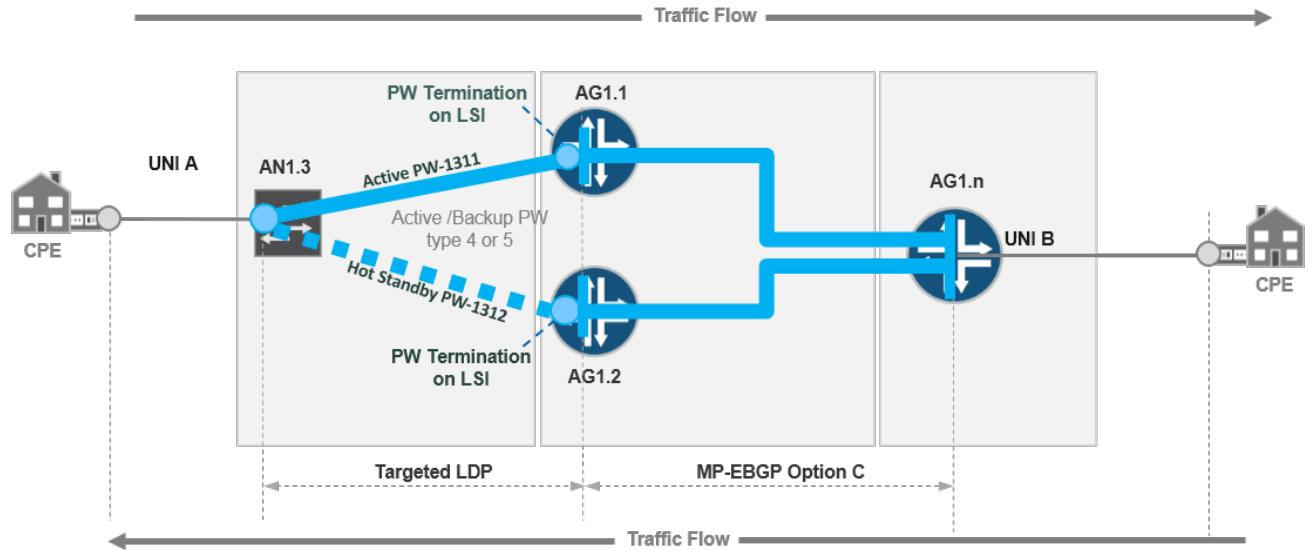 Traffic Flow
PW Termination
on LSI
AG1.1
UNI A
AN1.3
Active PW-1311
AG1.n
Active /Backup PW
type 4 or 5
UNI B
CPE
Hot Standby PW-1312
CPE
PW Termination
on LSI
AG1.2
Targeted LDP
MP-EBGP Option C
Traffic Flow